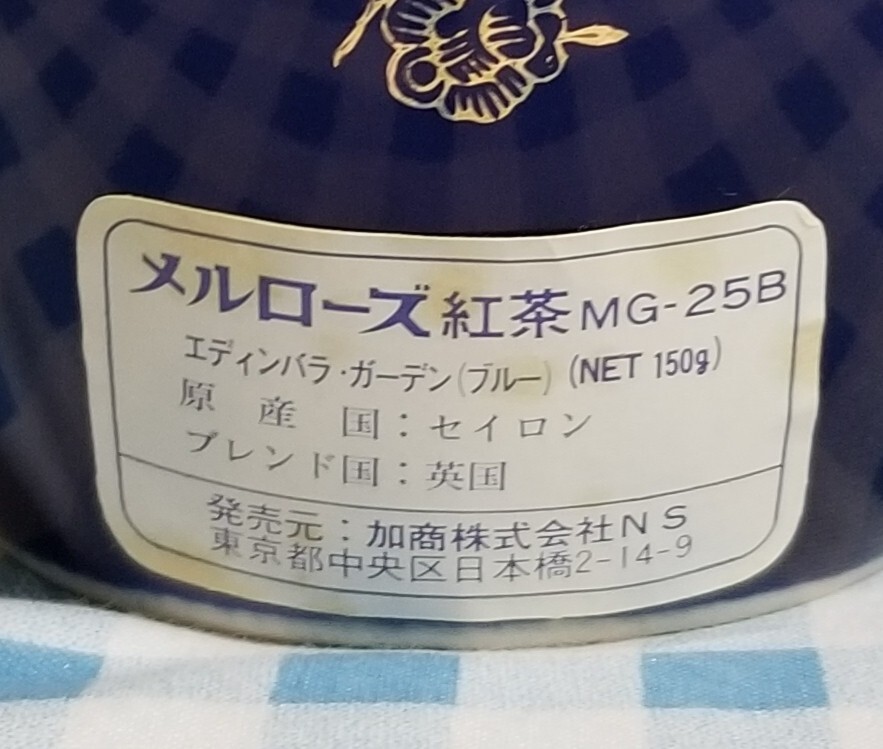 メルローズ紅茶MG-25B
エディンバラ・ガーデン(ブルー) (NET 150g)
原産国:セイロン
ブレンド国:英国
発売元:加商株式会社NS
東京都中央区日本橋2-14-9